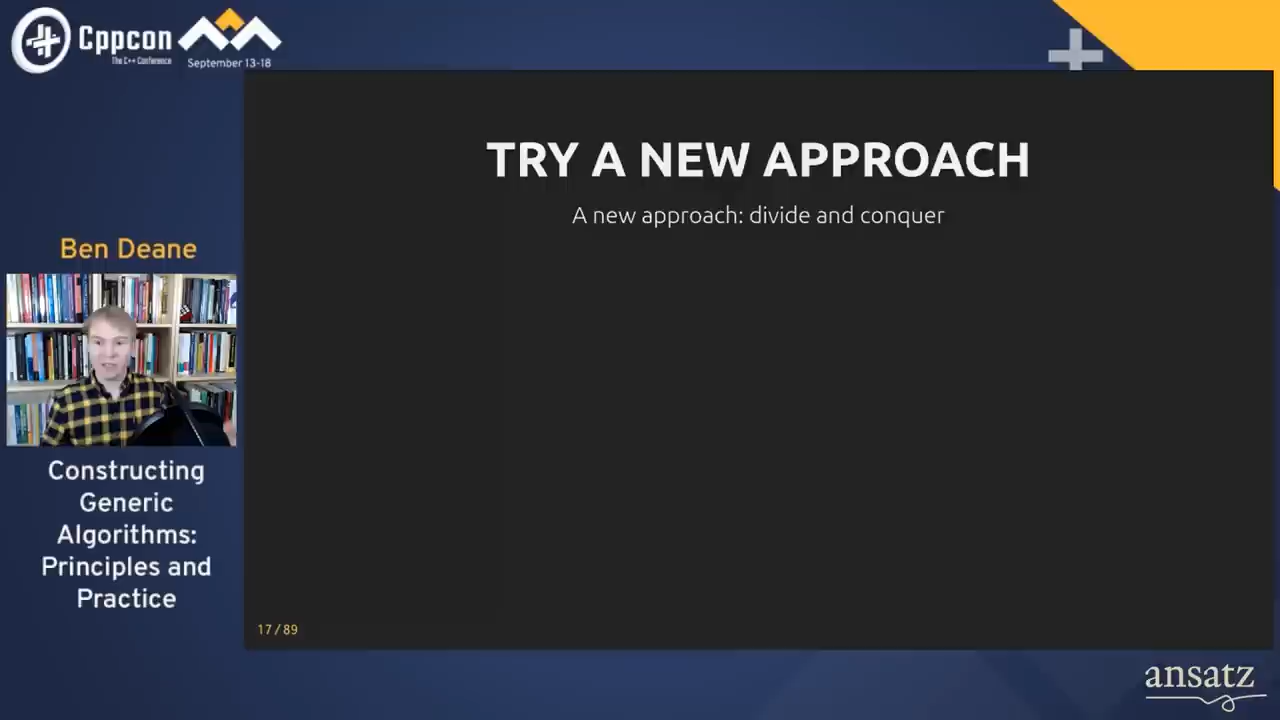 Cppcon
The C++ Conference
September 13-18
TRY A NEW APPROACH
A new approach: divide and conquer
Ben Deane
Constructing
Generic
Algorithms:
Principles and
Practice
17 / 89
ansatz